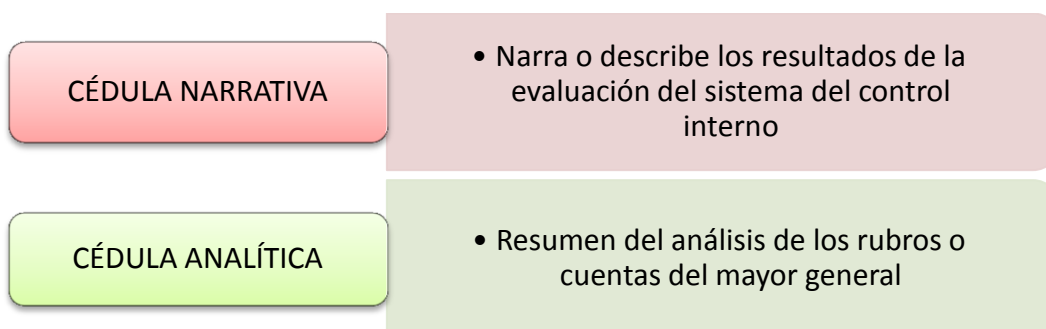 CÉDULA NARRATIVA
• Narra o describe los resultados de la
evaluación del sistema del control
interno
CÉDULA ANALÍTICA
• Resumen del análisis de los rubros o
cuentas del mayor general